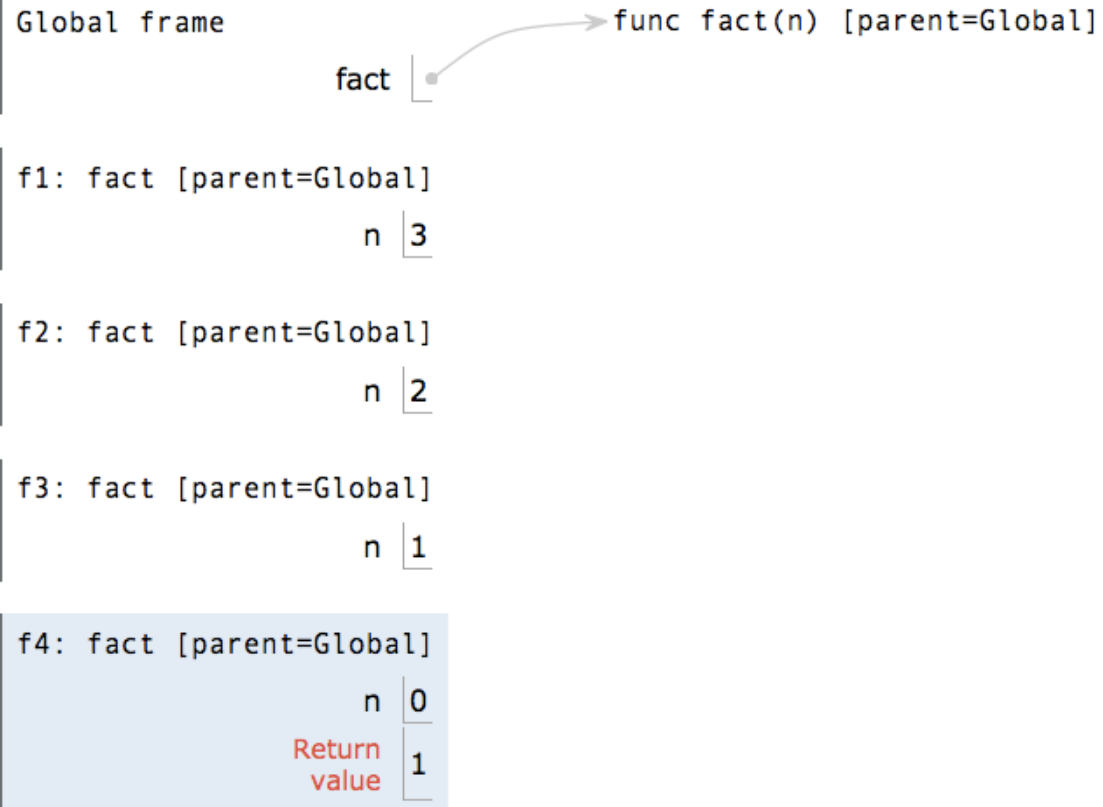 Global frame
func fact(n) [parent=Global]
fact
f1: fact [parent=Global]
n 3
f2: fact [parent=Global]
n 2
f3: fact [parent=Global]
n 1
f4: fact [parent=Global]
n 0
Return
value 1